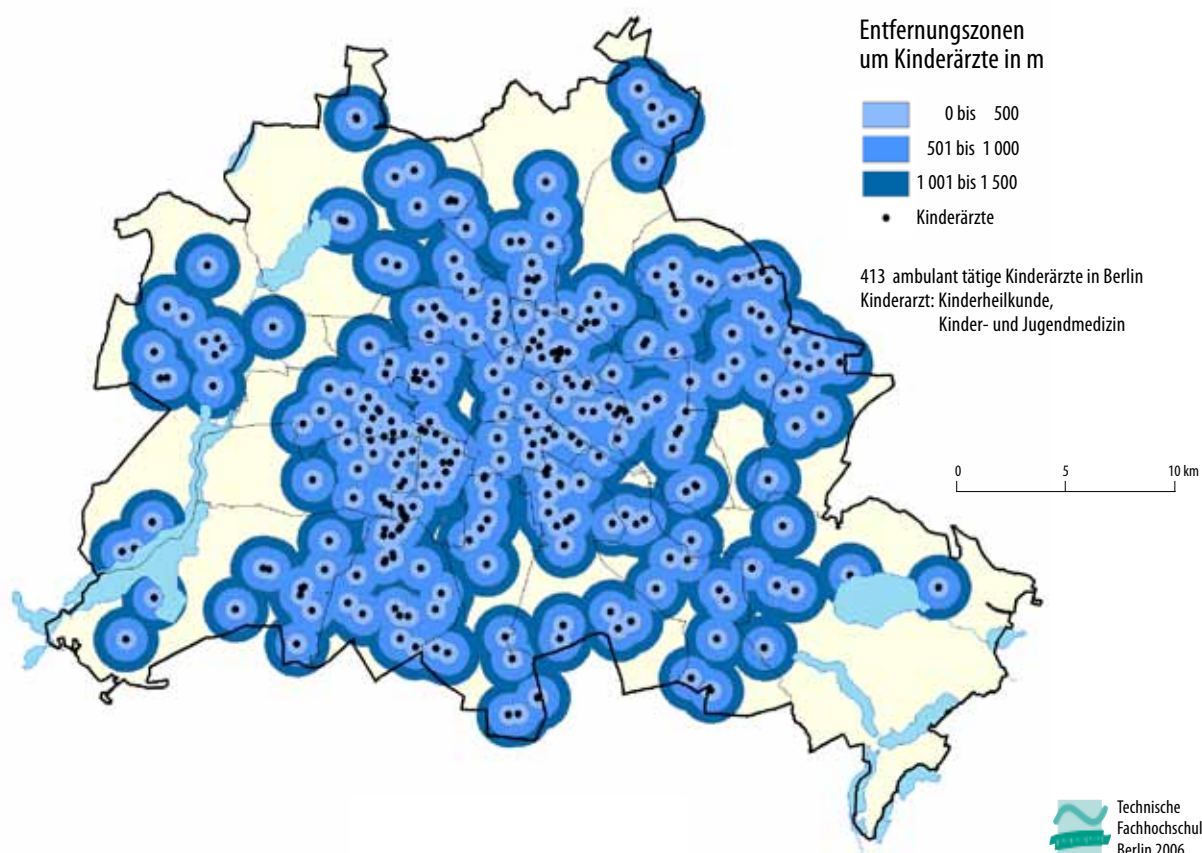 Entfernungszonen
um Kinderärzte in m
0 bis 500
501 bis 1 000
1 001 bis 1 500
Kinderärzte
413 ambulant tätige Kinderärzte in Berlin
Kinderarzt: Kinderheilkunde,
Kinder- und Jugendmedizin
0 5 10 km
Technische
Fachhochschul
Berlin 2006